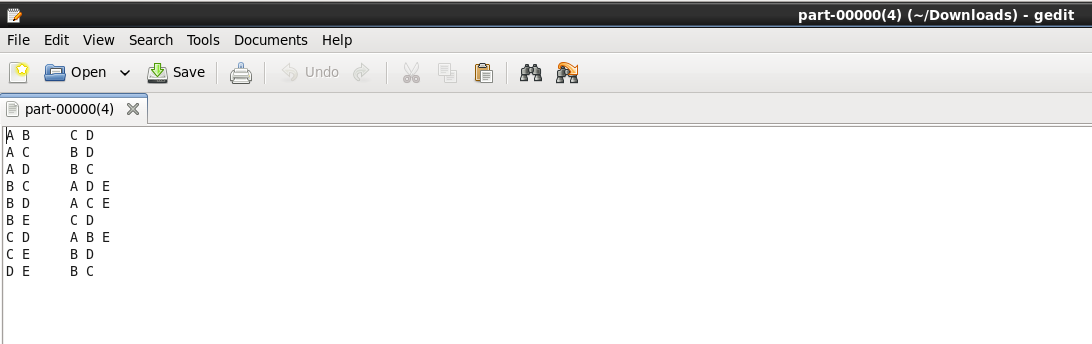 part-00000(4) (~/Downloads) - gedit
File Edit View Search Tools Documents Help
Open Save Undo
part-00000(4)
A B C D
A C B D
A D B C
B C A D E
B D A C E
B E C D
C D A B E
C E B D
D E B C